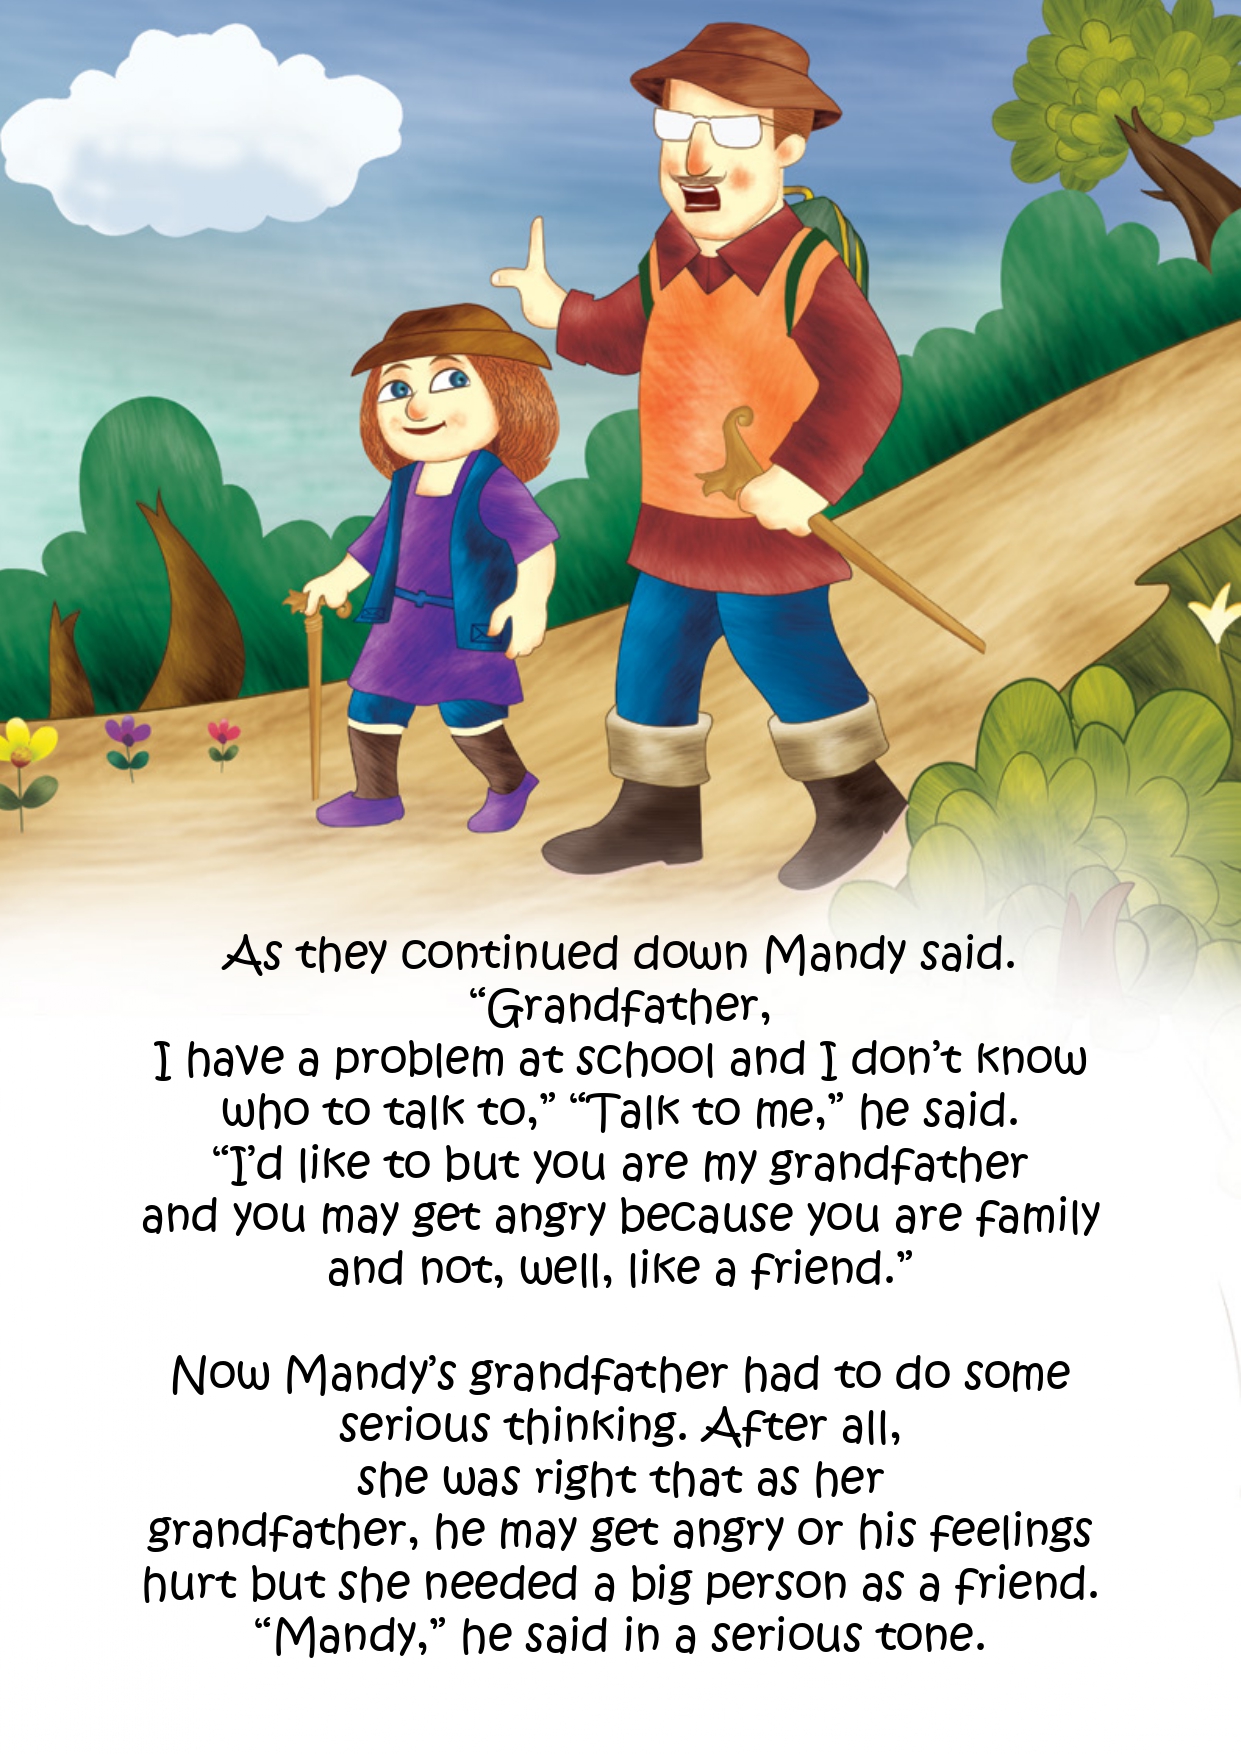 As they continued down Mandy said.
“Grandfather,
I have a problem at school and I don’t know
who to talk to,” “Talk to me,” he said.
“I’d like to but you are my grandfather
and you may get angry because you are family
and not, well, like a friend.”
Now Mandy’s grandfather had to do some
serious thinking. After all,
she was right that as her
grandfather, he may get angry or his feelings
hurt but she needed a big person as a friend.
“Mandy,” he said in a serious tone.